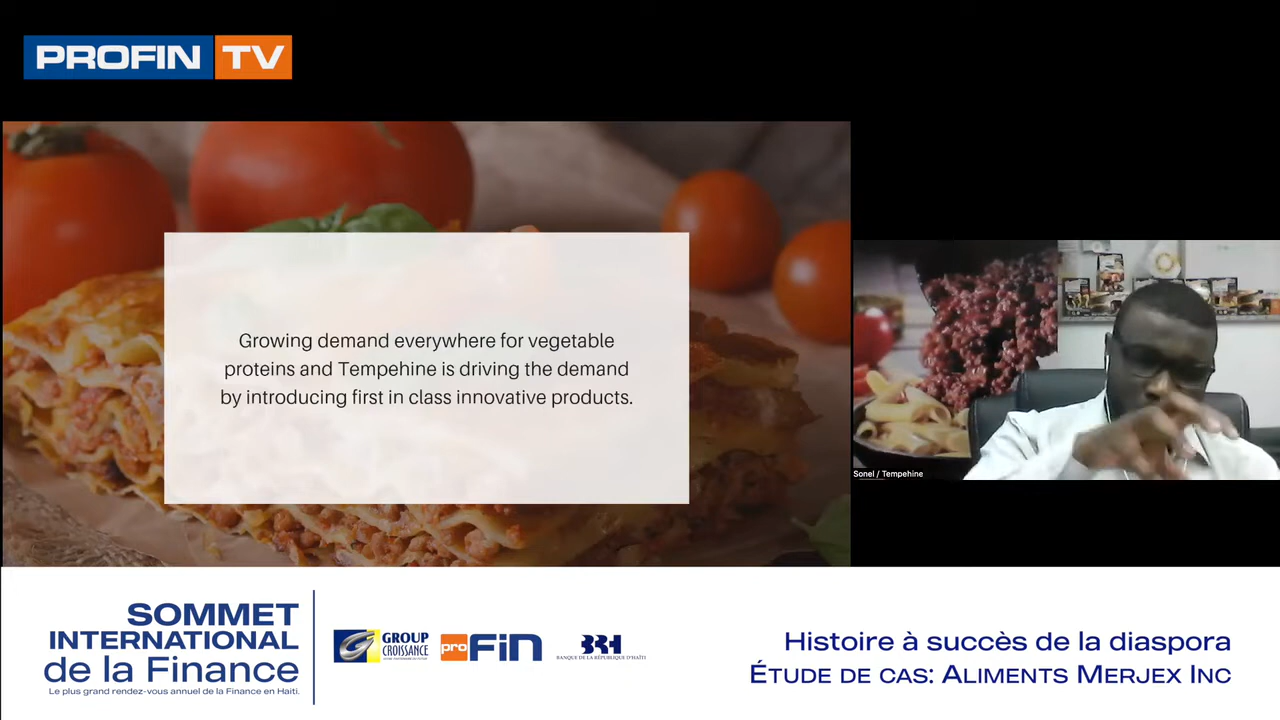 PROFIN TV
Growing demand everywhere for vegetable
proteins and Tempehine is driving the demand
by introducing first in class innovative products.
Sonel / Tempehine
SOMMET
INTERNATIONAL
de la Finance
Le plus grand rendez-vous annuel de la Finance en Haïti.
GROUP
CROISSANCE
proFiN
BRH
BANQUE DE LA RÉPUBLIQUE D'HAÏTI
Histoire à succès de la diaspora
ÉTUDE DE CAS: ALIMENTS MERJEX INC